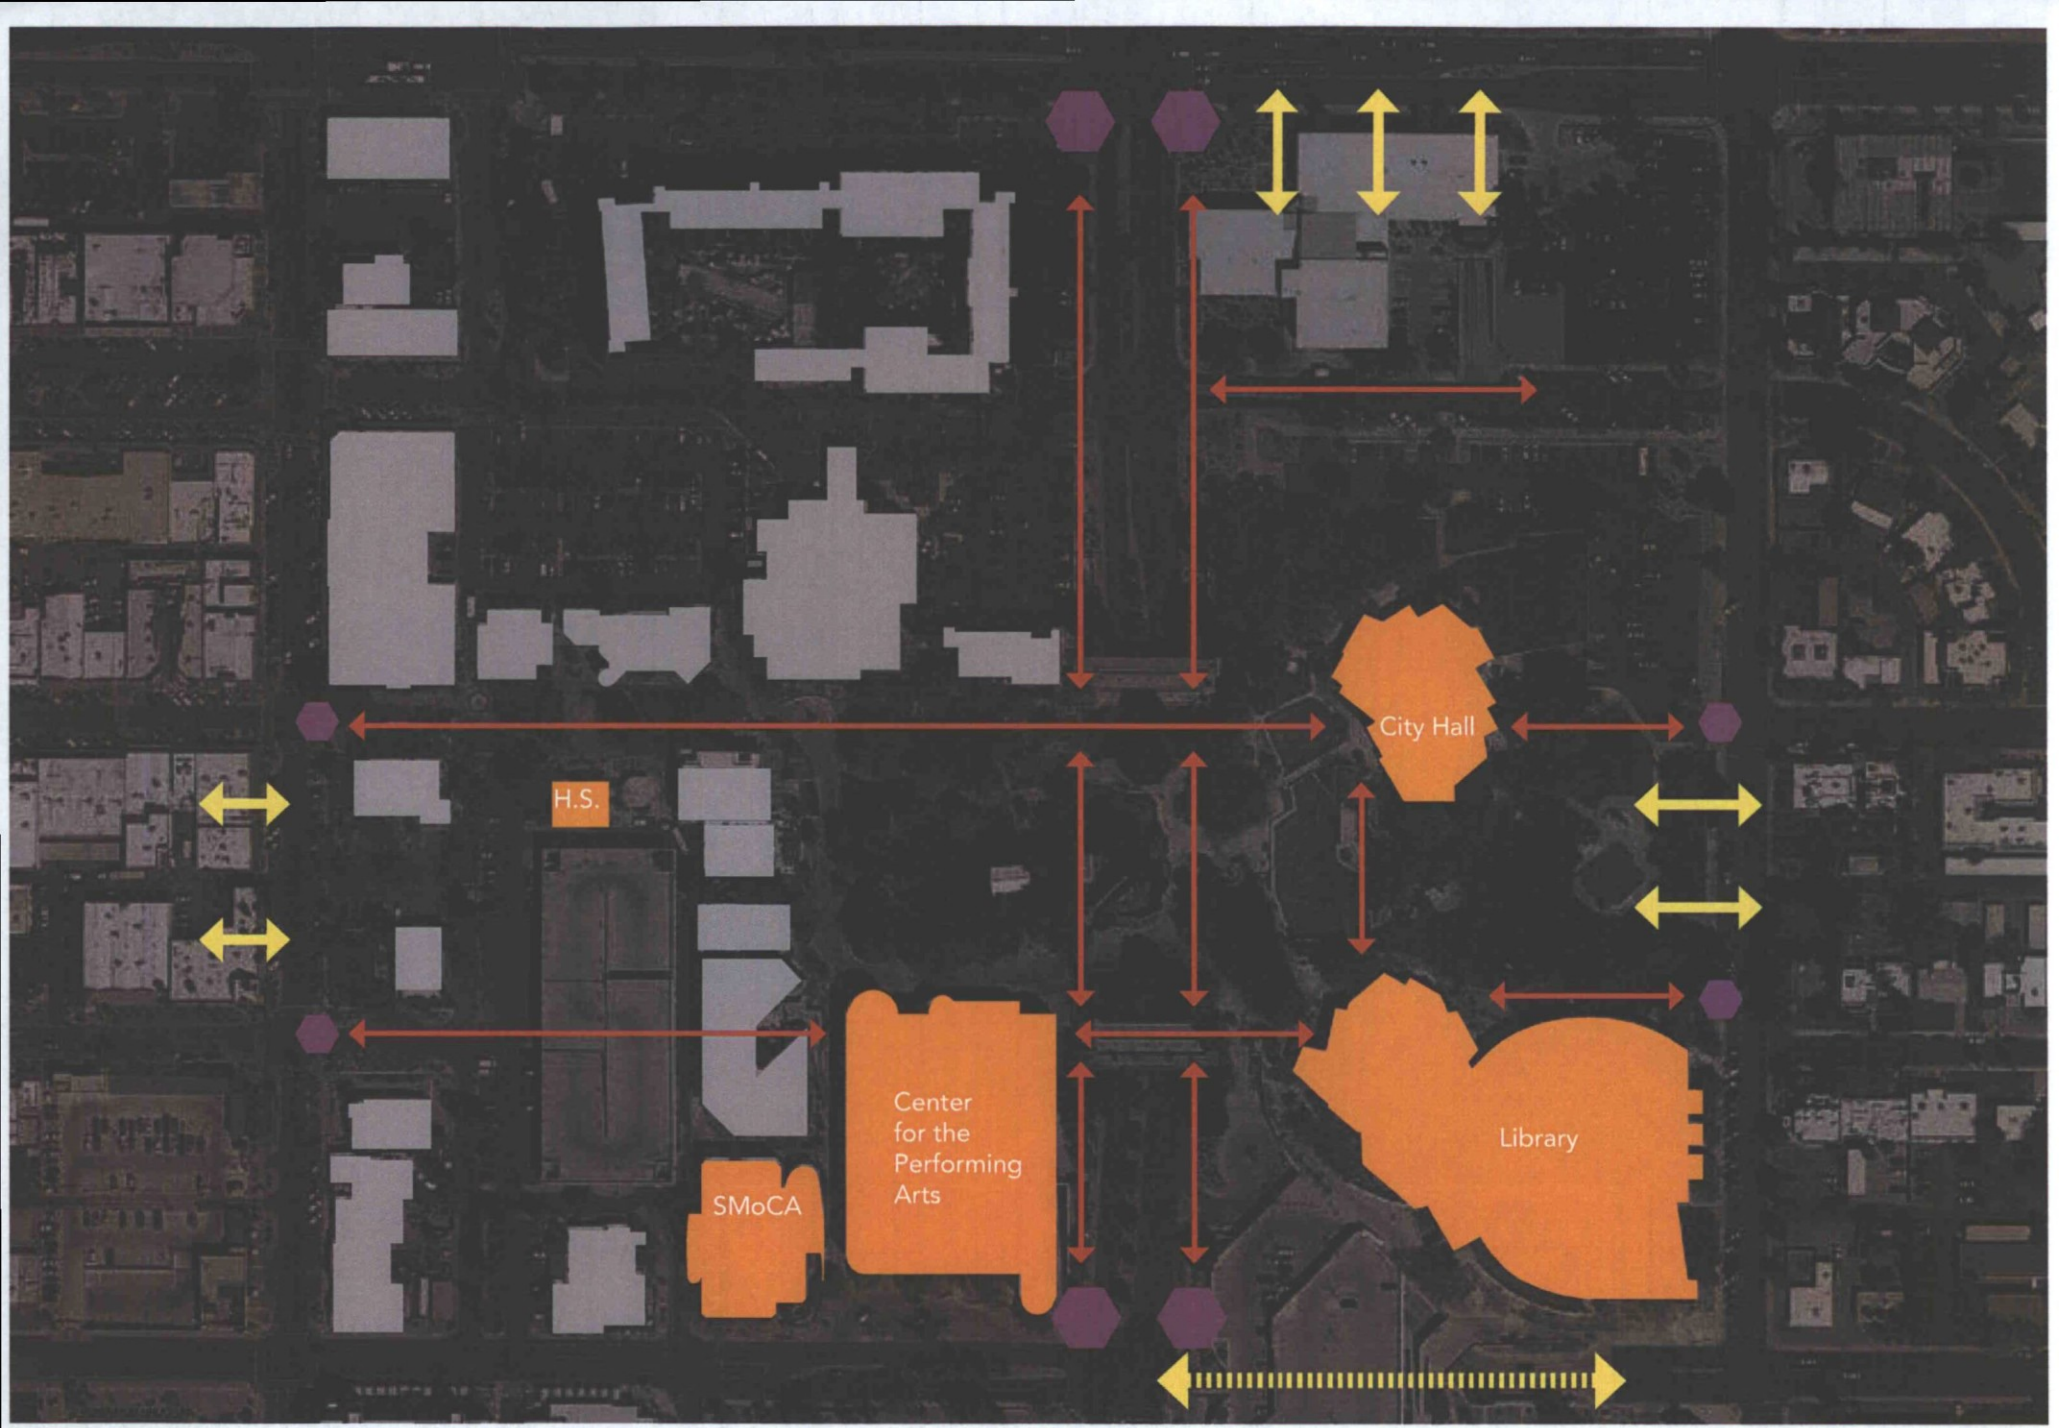 City Hall
H.S.
Center
for the
Performing
Arts
Library
SMoCA